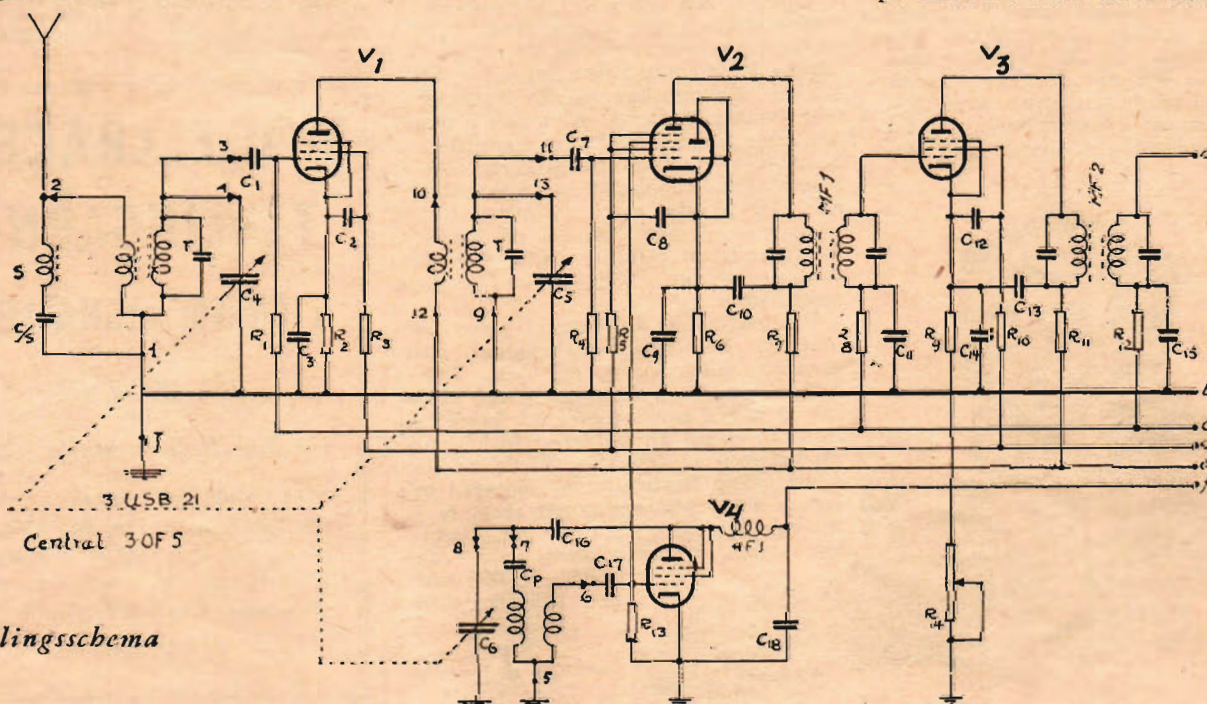 V1
V2
V3
3
C1
4
2
C2
T
S
C/S
C4
1
R1
C3
R2
R3
J
3 USB 21
Central 3OF5
10
11
C7
13
T
C5
12
9
C8
R4
R5
C9
R6
C10
MF1
R7
R8
C11
C12
C13
MF2
R9
C14
R10
R11
R12
C15
V4
8
7
C16
HF1
CP
C17
6
C6
5
R13
C18
R14
lingsschema